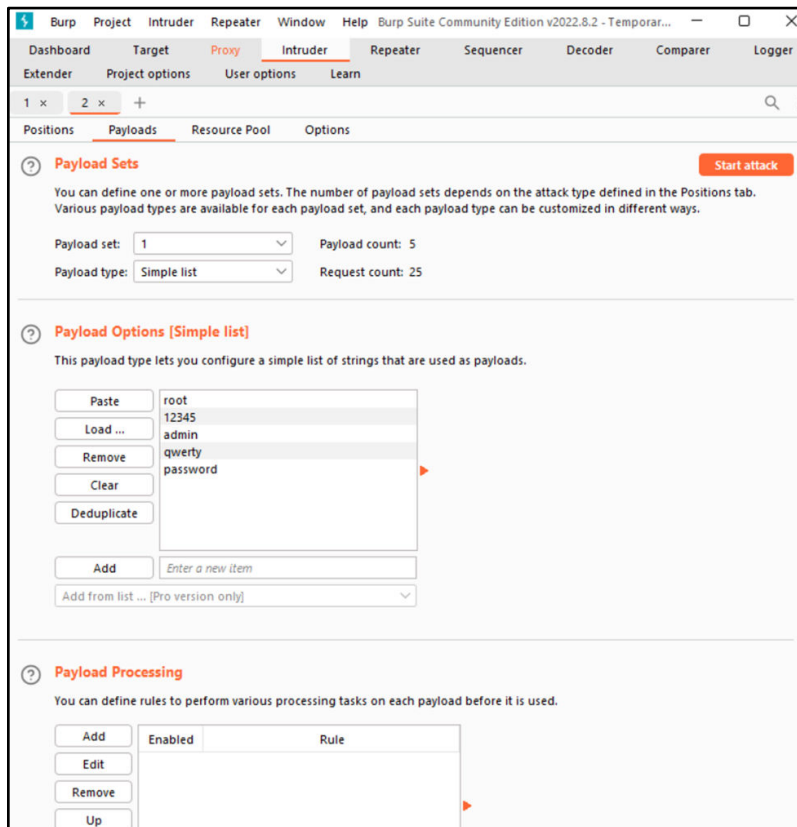 Burp Project Intruder Repeater Window Help Burp Suite Community Edition v2022.8.2 - Temporar...
Dashboard Target Proxy Intruder Repeater Sequencer Decoder Comparer Logger
Extender Project options User options Learn
1 × 2 × +
Positions Payloads Resource Pool Options
? Payload Sets Start attack
You can define one or more payload sets. The number of payload sets depends on the attack type defined in the Positions tab.
Various payload types are available for each payload set, and each payload type can be customized in different ways.
Payload set: 1 Payload count: 5
Payload type: Simple list Request count: 25
? Payload Options [Simple list]
This payload type lets you configure a simple list of strings that are used as payloads.
Paste root
12345
Load ... admin
Remove qwerty
password
Clear
Deduplicate
Add Enter a new item
Add from list ... [Pro version only]
? Payload Processing
You can define rules to perform various processing tasks on each payload before it is used.
Add Enabled Rule
Edit
Remove
Up